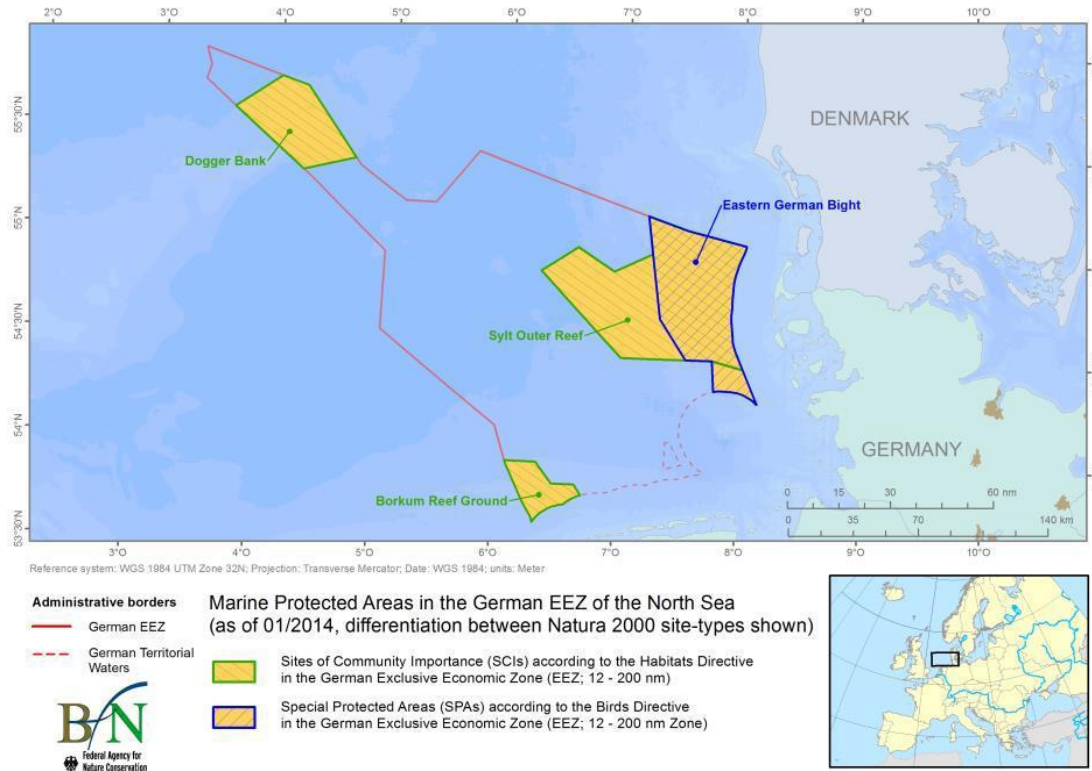 2°O 3°O 4°O 5°O 6°O 7°O 8°O 9°O 10°O
55°30'N
55°N
54°30'N
54°N
53°30'N
DENMARK
Dogger Bank
Eastern German Bight
Sylt Outer Reef
GERMANY
Borkum Reef Ground
0 15 30 60 nm
0 35 70 140 km
3°O 4°O 5°O 6°O 7°O 8°O 9°O 10°O
Reference system: WGS 1984 UTM Zone 32N; Projection: Transverse Mercator; Date: WGS 1984; units: Meter
Administrative borders
German EEZ
German Territorial
Waters
Marine Protected Areas in the German EEZ of the North Sea
(as of 01/2014, differentiation between Natura 2000 site-types shown)
Sites of Community Importance (SCIs) according to the Habitats Directive
in the German Exclusive Economic Zone (EEZ; 12 - 200 nm)
Special Protected Areas (SPAs) according to the Birds Directive
in the German Exclusive Economic Zone (EEZ; 12 - 200 nm Zone)
BfN
Federal Agency for
Nature Conservation